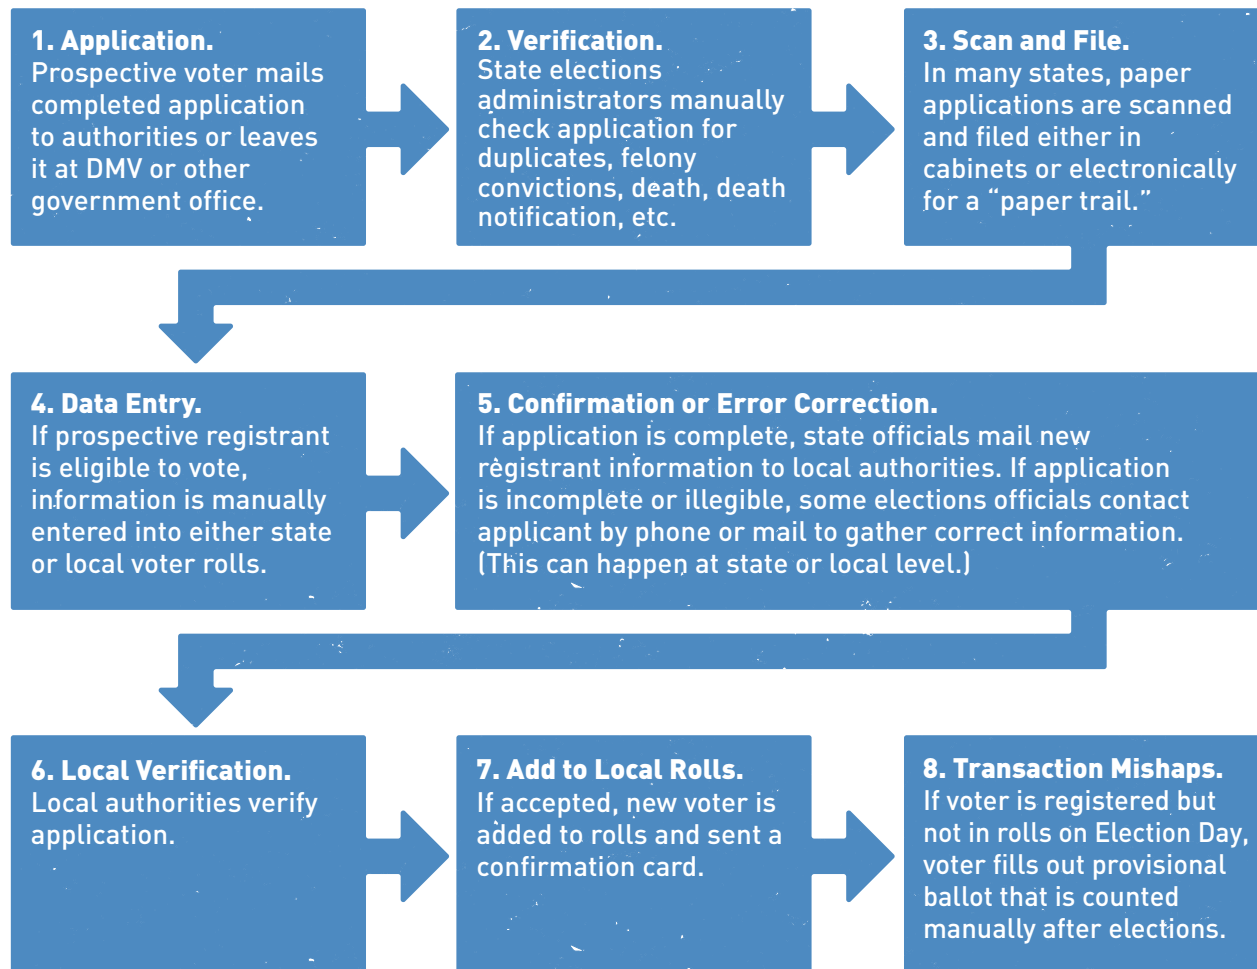 1. Application.
Prospective voter mails
completed application
to authorities or leaves
it at DMV or other
government office.
2. Verification.
State elections
administrators manually
check application for
duplicates, felony
convictions, death, death
notification, etc.
3. Scan and File.
In many states, paper
applications are scanned
and filed either in
cabinets or electronically
for a “paper trail.”
4. Data Entry.
If prospective registrant
is eligible to vote,
information is manually
entered into either state
or local voter rolls.
5. Confirmation or Error Correction.
If application is complete, state officials mail new
registrant information to local authorities. If application
is incomplete or illegible, some elections officials contact
applicant by phone or mail to gather correct information.
(This can happen at state or local level.)
6. Local Verification.
Local authorities verify
application.
7. Add to Local Rolls.
If accepted, new voter is
added to rolls and sent a
confirmation card.
8. Transaction Mishaps.
If voter is registered but
not in rolls on Election Day,
voter fills out provisional
ballot that is counted
manually after elections.